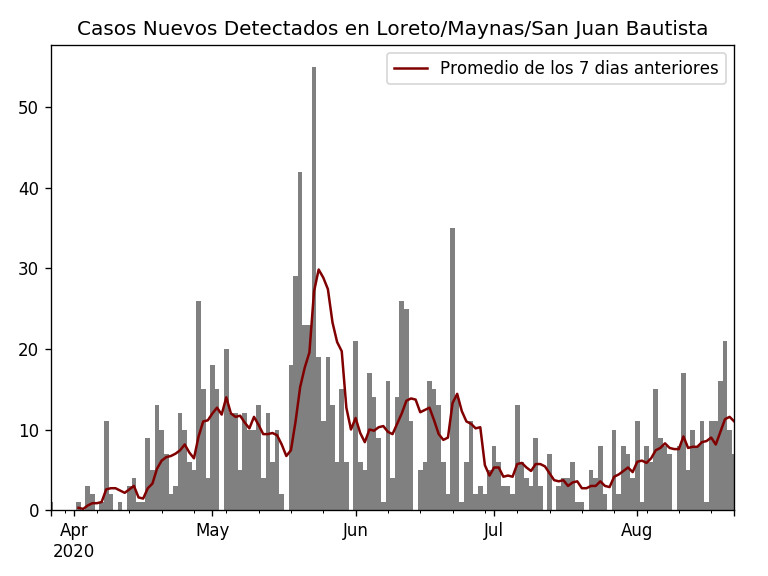 Casos Nuevos Detectados en Loreto/Maynas/San Juan Bautista
Promedio de los 7 dias anteriores
50
40
30
20
10
0
Apr May Jun Jul Aug
2020